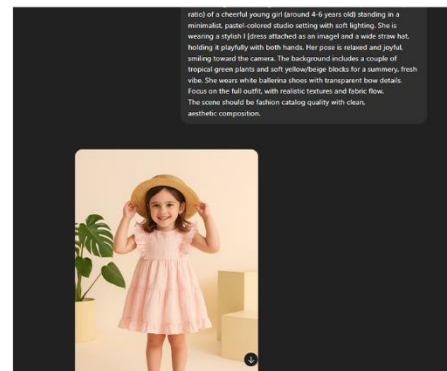 ratio) of a cheerful young girl (around 4-6 years old) standing in a
minimalist, pastel-colored studio setting with soft lighting. She is
wearing a stylish I [dress attached as an image] and a wide straw hat,
holding it playfully with both hands. Her pose is relaxed and joyful,
smiling toward the camera. The background includes a couple of
tropical green plants and soft yellow/beige blocks for a summery, fresh
vibe. She wears white ballerina shoes with transparent bow details.
Focus on the full outfit, with realistic textures and fabric flow.
The scene should be fashion catalog quality with clean,
aesthetic composition.